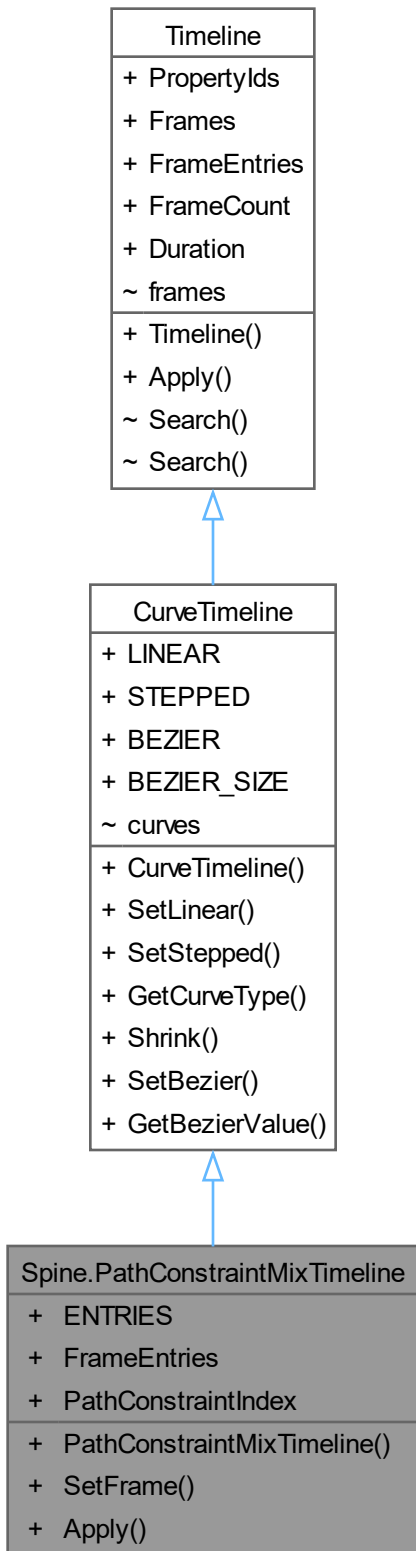 Timeline
+ PropertyIds
+ Frames
+ FrameEntries
+ FrameCount
+ Duration
~ frames
+ Timeline()
+ Apply()
~ Search()
~ Search()
CurveTimeline
+ LINEAR
+ STEPPED
+ BEZIER
+ BEZIER_SIZE
~ curves
+ CurveTimeline()
+ SetLinear()
+ SetStepped()
+ GetCurveType()
+ Shrink()
+ SetBezier()
+ GetBezierValue()
Spine.PathConstraintMixTimeline
+ ENTRIES
+ FrameEntries
+ PathConstraintIndex
+ PathConstraintMixTimeline()
+ SetFrame()
+ Apply()